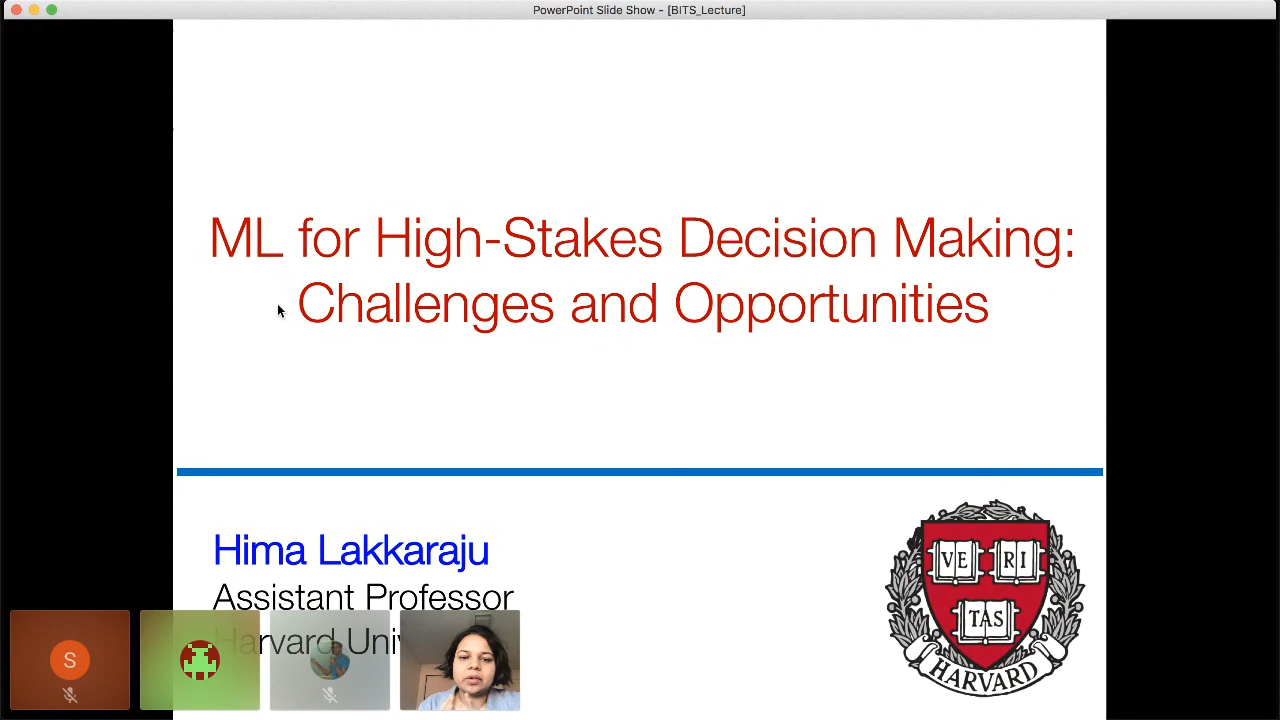 PowerPoint Slide Show - [BITS_Lecture]
ML for High-Stakes Decision Making:
Challenges and Opportunities
Hima Lakkaraju
Assistant Professor
Harvard
VE RI
TAS
HARVARD
S